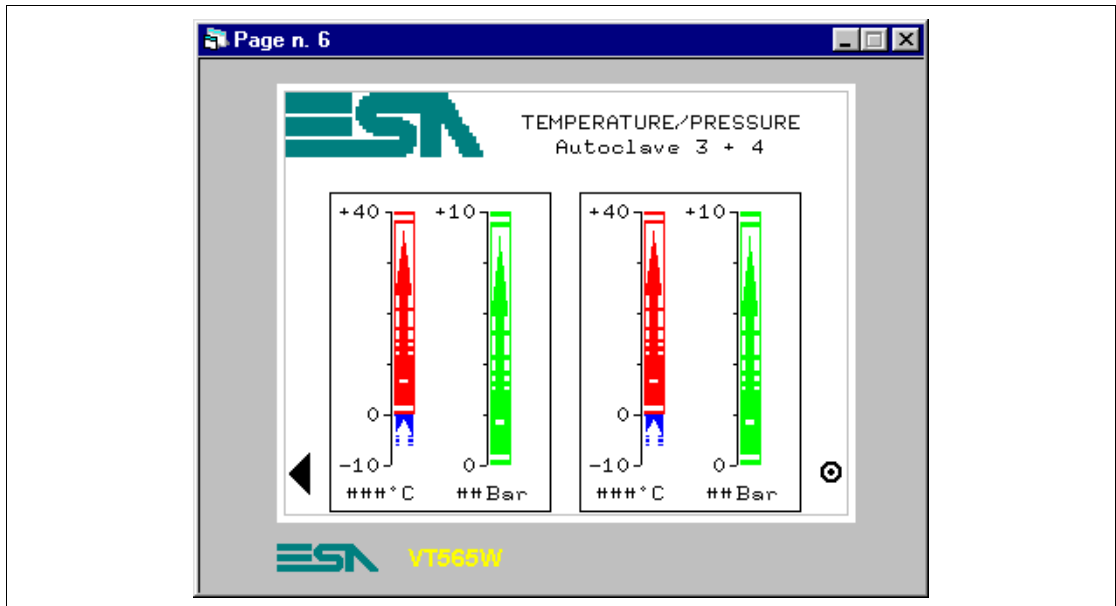 Page n. 6
ESA
TEMPERATURE/PRESSURE
Autoclave 3 + 4
+40 +10 +40 +10
0 0
-10 0 -10 0
###°C ##Bar ###°C ##Bar
ESA VT565W